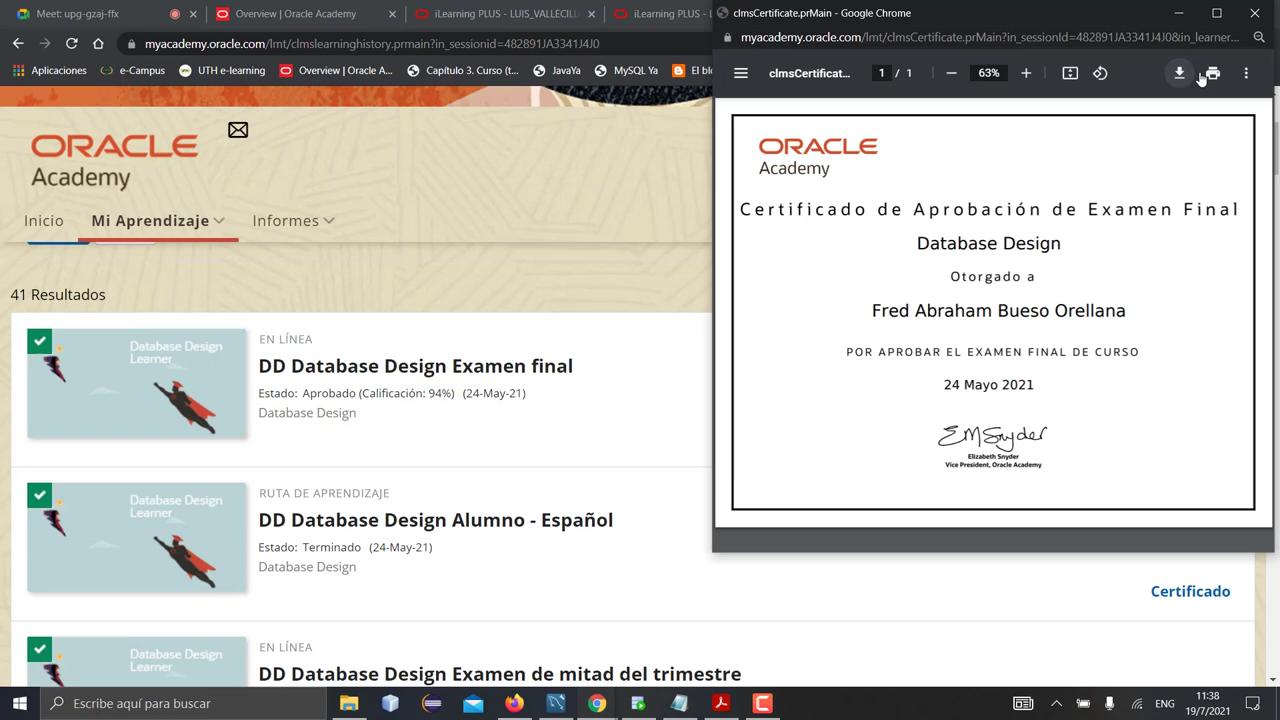 Meet: upg-gzaj-ffx
Overview | Oracle Academy
iLearning PLUS - LUIS_VALLECILL
iLearning PLUS - L
myacademy.oracle.com/lmt/clmslearninghistory.prmain?in_sessionid=482891JA3341J4J0
Aplicaciones
e-Campus
UTH e-learning
Overview | Oracle A...
Capítulo 3. Curso (t...
JavaYa
MySQL Ya
El bl
ORACLE
Academy
Inicio
Mi Aprendizaje
Informes
41 Resultados
Database Design
Learner
EN LÍNEA
DD Database Design Examen final
Estado: Aprobado (Calificación: 94%) (24-May-21)
Database Design
Database Design
Learner
RUTA DE APRENDIZAJE
DD Database Design Alumno - Español
Estado: Terminado (24-May-21)
Database Design
Certificado
Database Design
Learner
EN LÍNEA
DD Database Design Examen de mitad del trimestre
clmsCertificate.prMain - Google Chrome
myacademy.oracle.com/lmt/clmsCertificate.prMain?in_sessionId=482891JA3341J4J0&in_learner...
clmsCertificat...
1 / 1
63%
ORACLE
Academy
Certificado de Aprobación de Examen Final
Database Design
Otorgado a
Fred Abraham Bueso Orellana
POR APROBAR EL EXAMEN FINAL DE CURSO
24 Mayo 2021
EMSnyder
Elizabeth Snyder
Vice President, Oracle Academy
Escribe aquí para buscar
ENG
11:38
19/7/2021